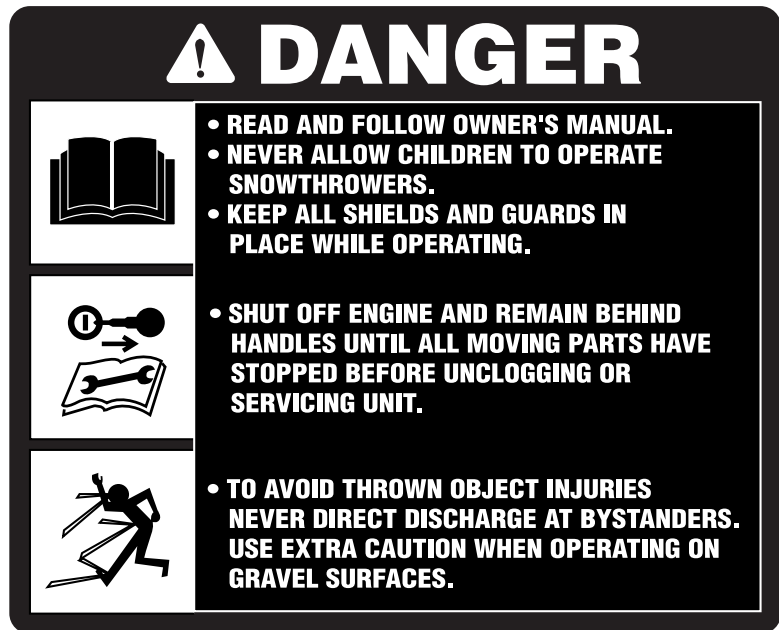 DANGER
• READ AND FOLLOW OWNER'S MANUAL.
• NEVER ALLOW CHILDREN TO OPERATE
SNOWTHROWERS.
• KEEP ALL SHIELDS AND GUARDS IN
PLACE WHILE OPERATING.
• SHUT OFF ENGINE AND REMAIN BEHIND
HANDLES UNTIL ALL MOVING PARTS HAVE
STOPPED BEFORE UNCLOGGING OR
SERVICING UNIT.
• TO AVOID THROWN OBJECT INJURIES
NEVER DIRECT DISCHARGE AT BYSTANDERS.
USE EXTRA CAUTION WHEN OPERATING ON
GRAVEL SURFACES.